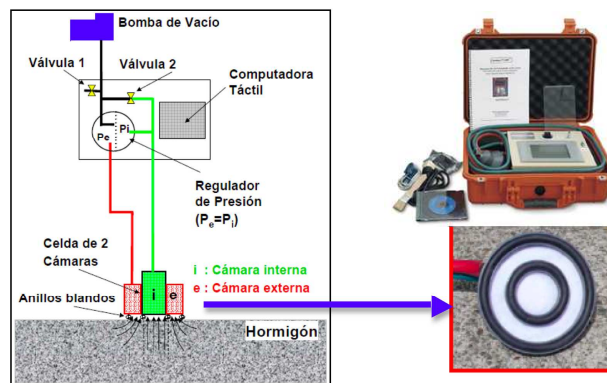 Bomba de Vacío
Válvula 1
Válvula 2
Computadora
Táctil
Pe
Pi
Regulador
de Presión
(Pe=Pi)
Celda de 2
Cámaras
i : Cámara interna
e : Cámara externa
Anillos blandos
i
e
Hormigón